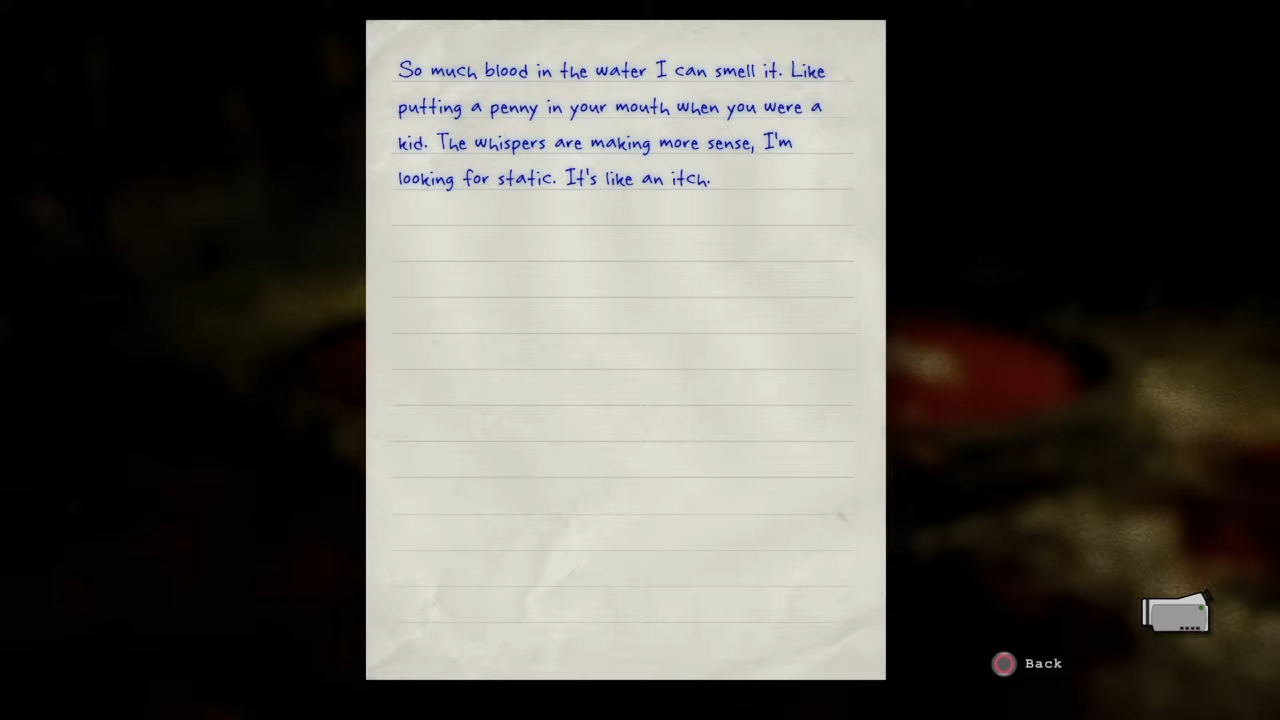 So much blood in the water I can smell it. Like
putting a penny in your mouth when you were a
kid. The whispers are making more sense, I'm
looking for static. It's like an itch.
Back